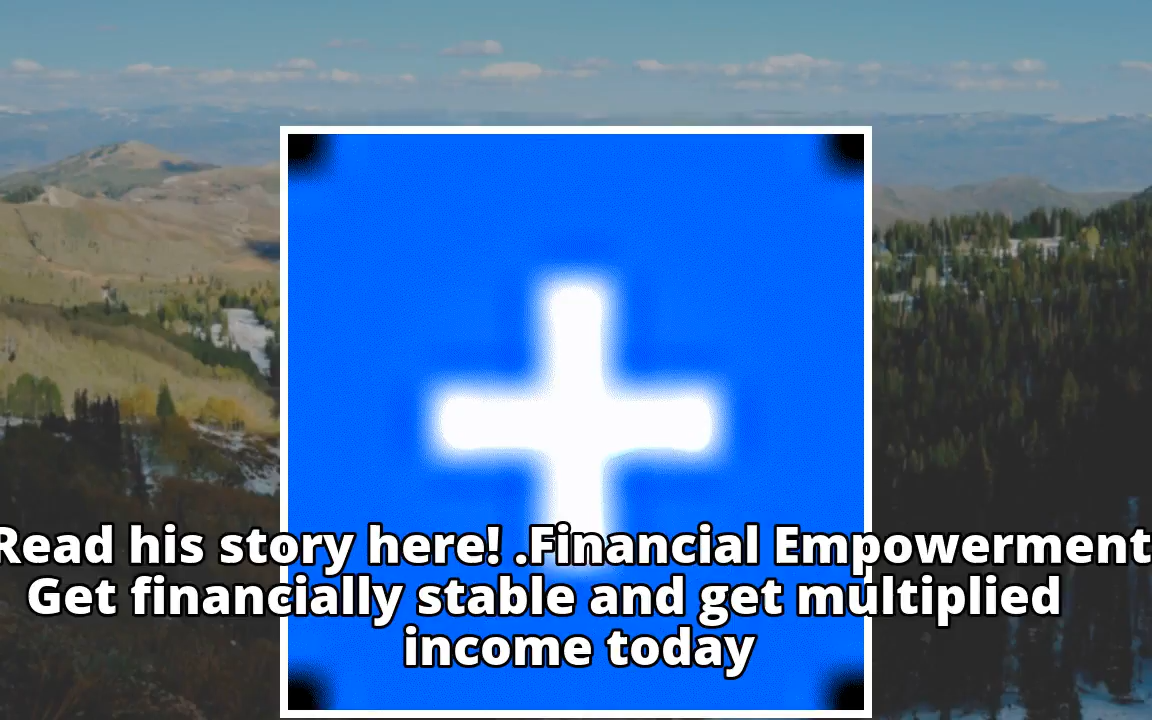 Read his story here! .Financial Empowerment
Get financially stable and get multiplied
income today